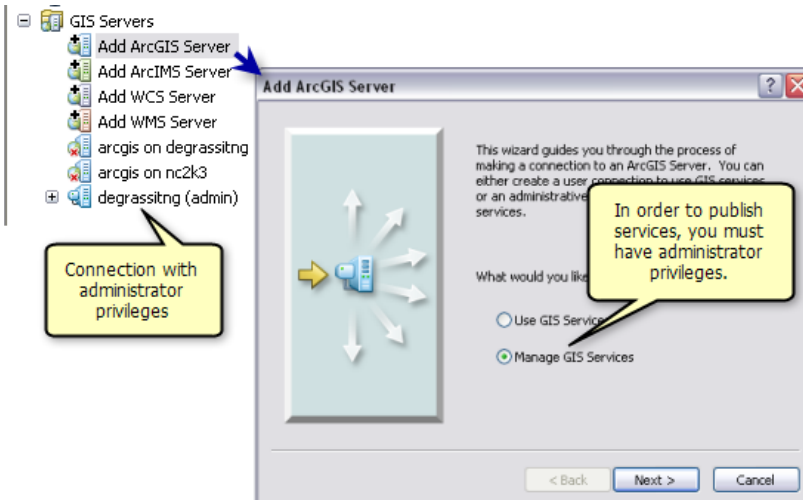 GIS Servers
Add ArcGIS Server
Add ArcIMS Server
Add WCS Server
Add WMS Server
arcgis on degrassitng
arcgis on nc2k3
degrassitng (admin)
Connection with
administrator
privileges
Add ArcGIS Server
This wizard guides you through the process of
making a connection to an ArcGIS Server. You can
either create a user connection to use GIS services
or an administrative
services.
In order to publish
services, you must
have administrator
privileges.
What would you like
Use GIS Service
Manage GIS Services
< Back
Next >
Cancel